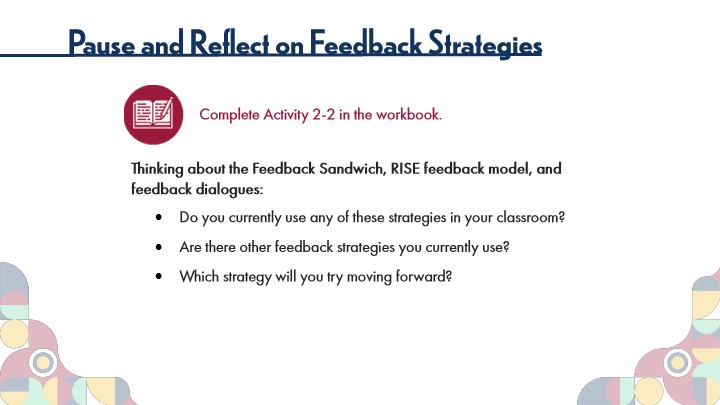 Pause and Reflect on Feedback Strategies
Complete Activity 2-2 in the workbook.
Thinking about the Feedback Sandwich, RISE feedback model, and
feedback dialogues:
• Do you currently use any of these strategies in your classroom?
• Are there other feedback strategies you currently use?
• Which strategy will you try moving forward?